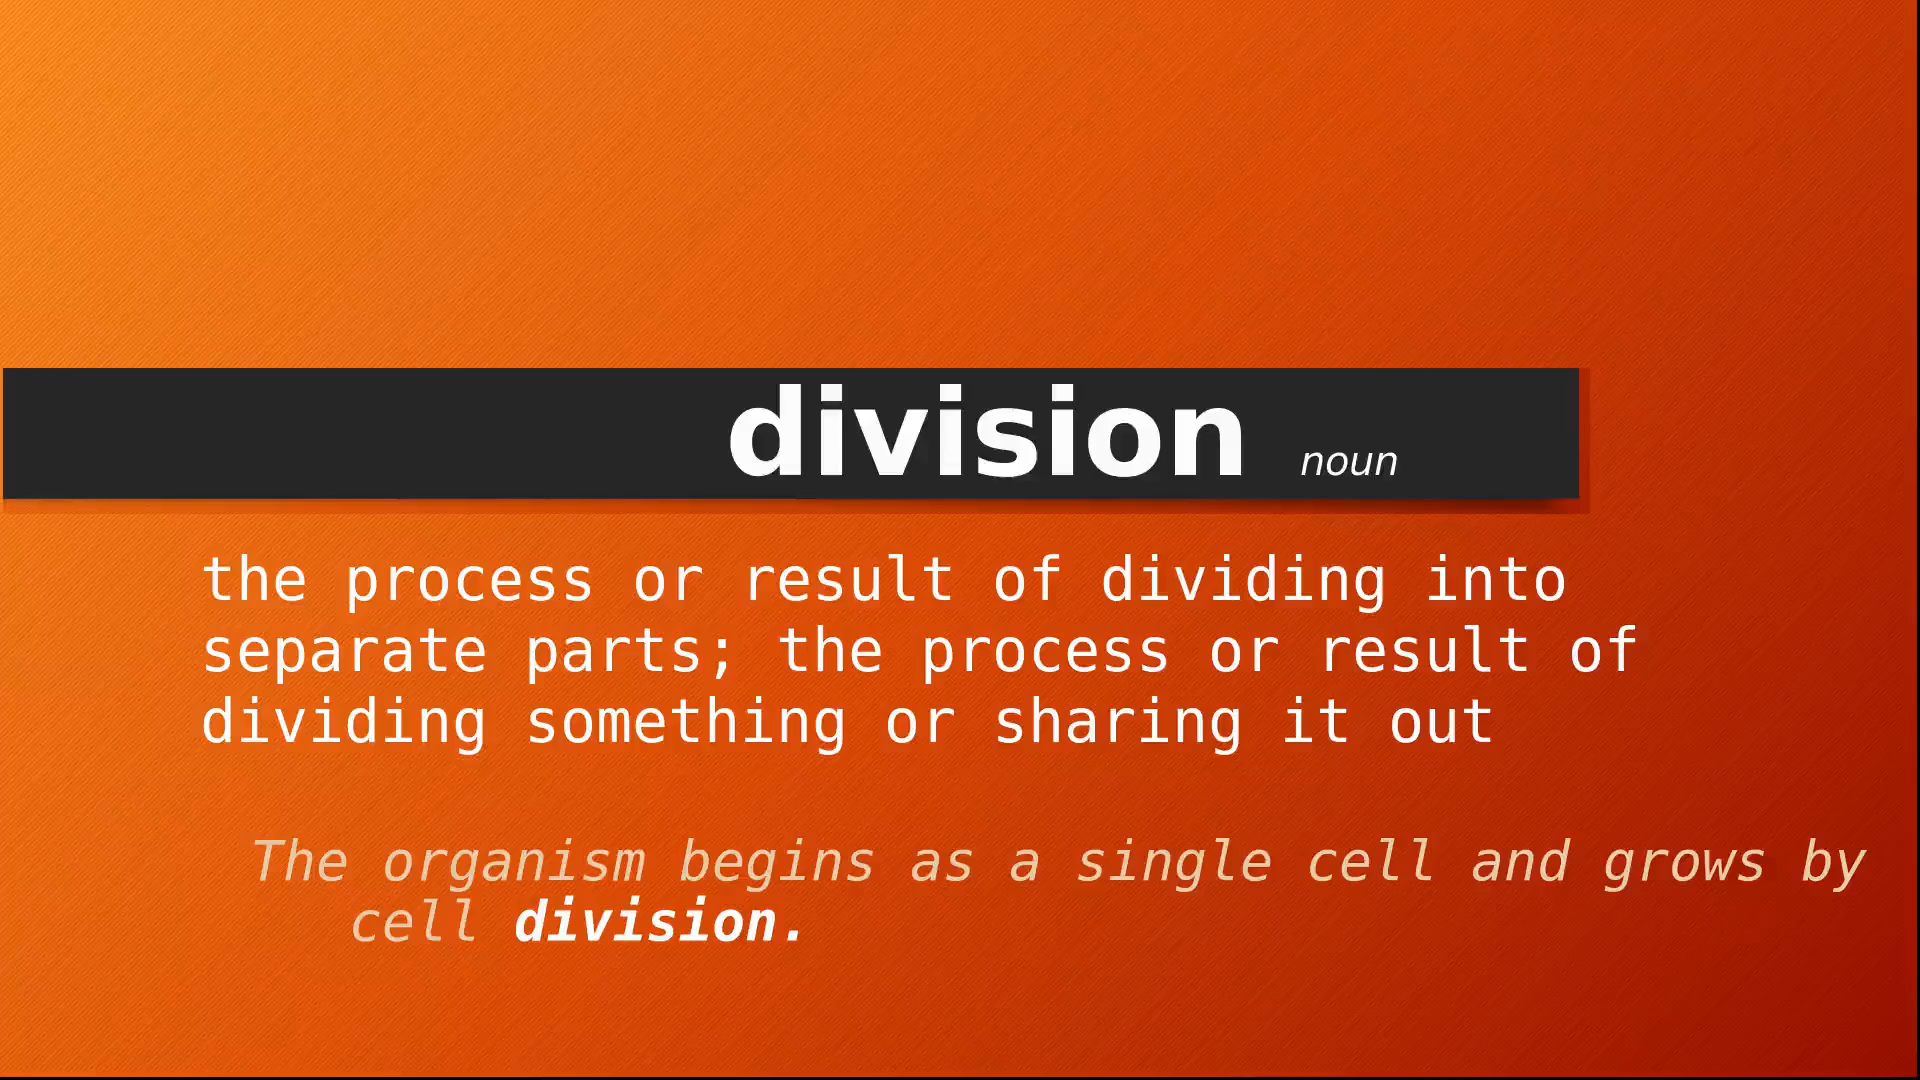 division noun
the process or result of dividing into
separate parts; the process or result of
dividing something or sharing it out
The organism begins as a single cell and grows by
cell division.